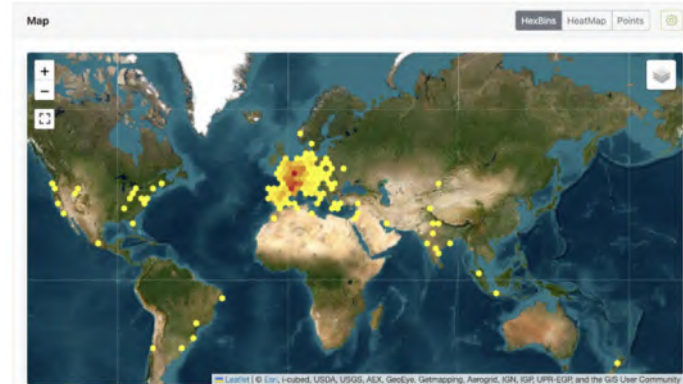 Map
HexBins HeatMap Points
+
−
Leaflet | © Esri, i-cubed, USDA, USGS, AEX, GeoEye, Getmapping, Aerogrid, IGN, IGP, UPR-EGP, and the GIS User Community